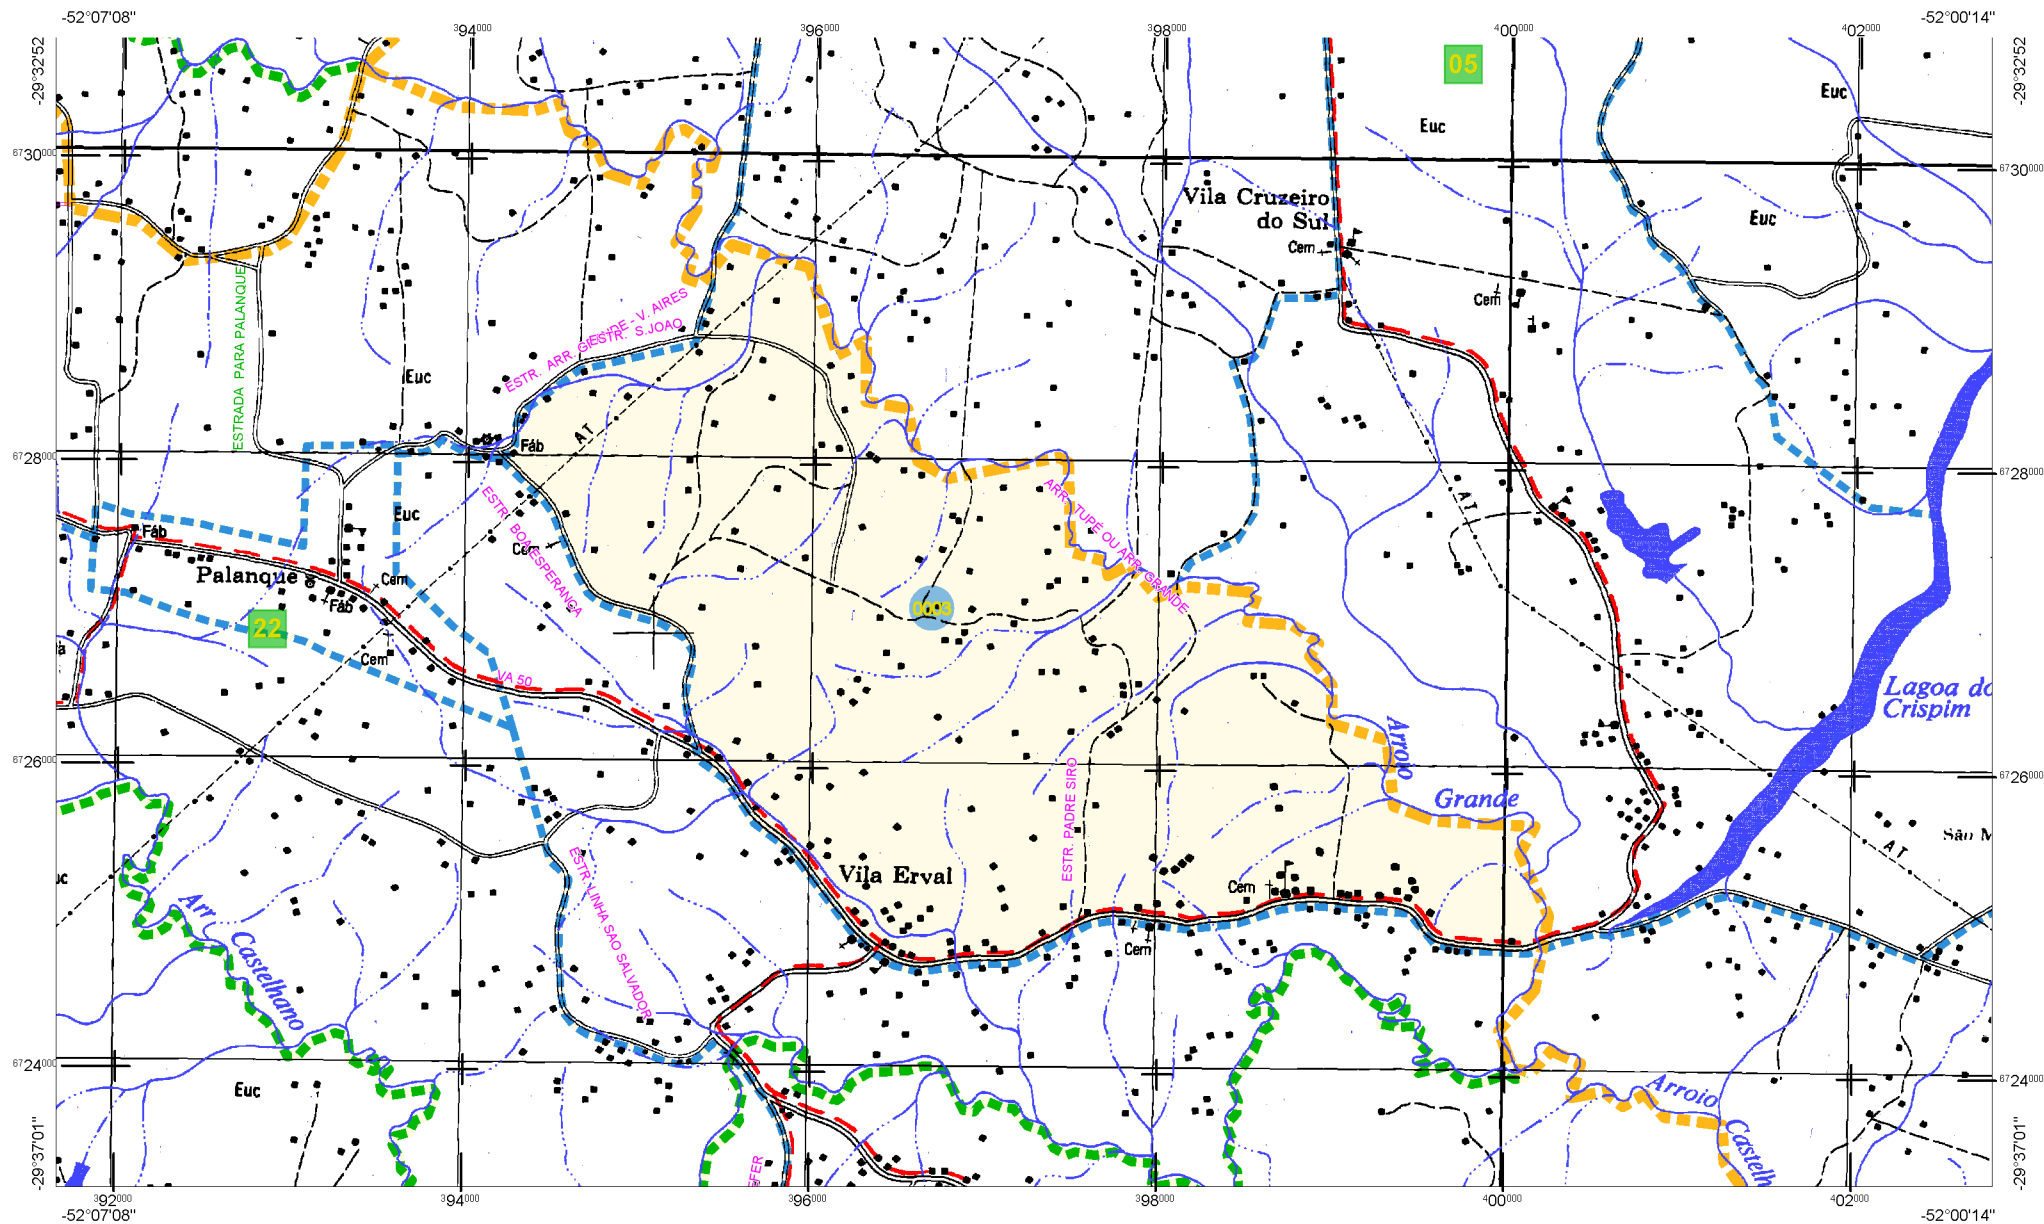 -52°07'08"
-52°00'14"
394000
396000
398000
400000
402000
-29°32'52
-29°32'52
05
Euc
Euc
6730000
6730000
Vila Cruzeiro
do Sul
Euc
Cem
Cem
ESTRADA PARA PALANQUE
ESTR. S.JOAO
Euc
Fáb
AT
6728000
6728000
ESTR. BOA ESPERANÇA
ARR. TUPÉ OU ARR. GRANDE
AT
Euc
Fáb
Cem
Palanque
Cem
Fáb
0003
22
Cem
VA 50
Lagoa do
Crispim
Arroio
Grande
6726000
6726000
ESTR. PADRE SIRO
São M
AT
Vila Erval
Cem
ESTR. LINHA SAO SALVADOR
Arr
Castelhano
Cem
6724000
6724000
Euc
Arroio
Castelh
EFER
-29°37'01"
-29°37'01"
392000
394000
396000
398000
400000
402000
-52°07'08"
-52°00'14"